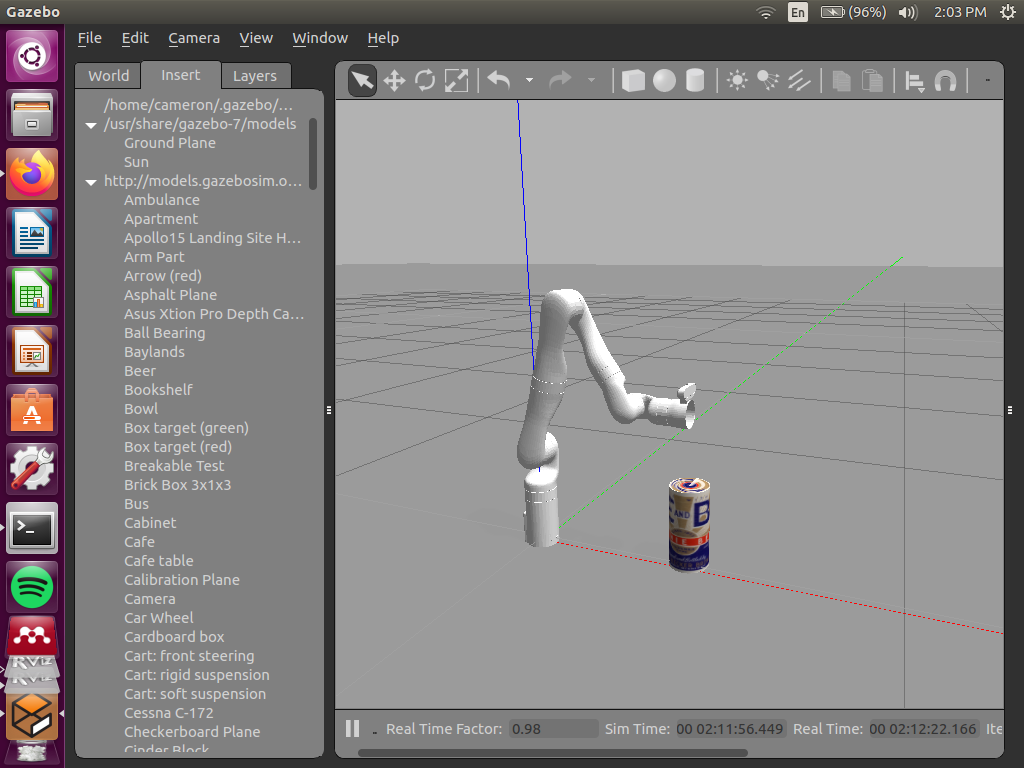 Gazebo
En
(96%)
2:03 PM
File Edit Camera View Window Help
World Insert Layers
/home/cameron/.gazebo/...
/usr/share/gazebo-7/models
Ground Plane
Sun
http://models.gazebosim.o...
Ambulance
Apartment
Apollo15 Landing Site H...
Arm Part
Arrow (red)
Asphalt Plane
Asus Xtion Pro Depth Ca...
Ball Bearing
Baylands
Beer
Bookshelf
Bowl
Box target (green)
Box target (red)
Breakable Test
Brick Box 3x1x3
Bus
Cabinet
Cafe
Cafe table
Calibration Plane
Camera
Car Wheel
Cardboard box
Cart: front steering
Cart: rigid suspension
Cart: soft suspension
Cessna C-172
Checkerboard Plane
Cinder Block
AND B
RViz
Real Time Factor: 0.98 Sim Time: 00 02:11:56.449 Real Time: 00 02:12:22.166 Ite